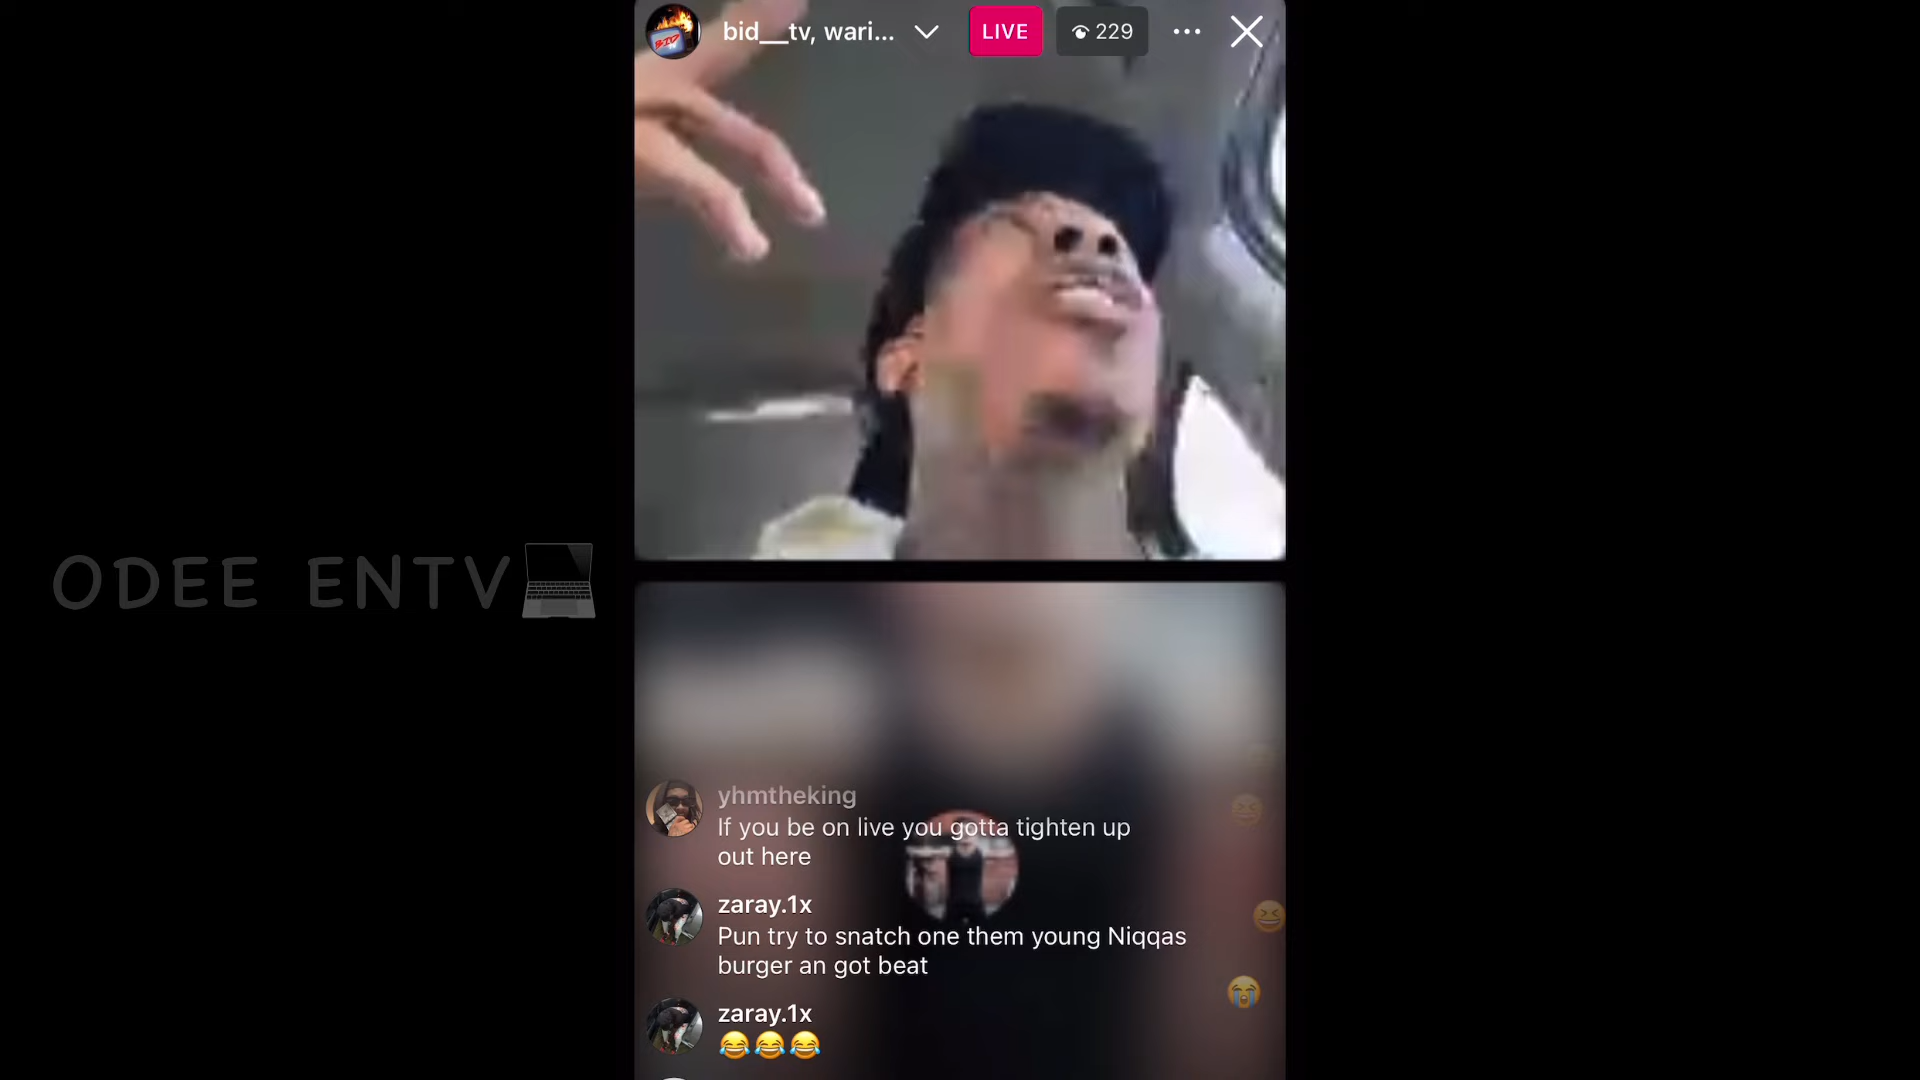 bid__tv, wari...
LIVE
229
ODEE ENTV
yhmtheking
If you be on live you gotta tighten up
out here
zaray.1x
Pun try to snatch one them young Niqqas
burger an got beat
zaray.1x
😂😂😂